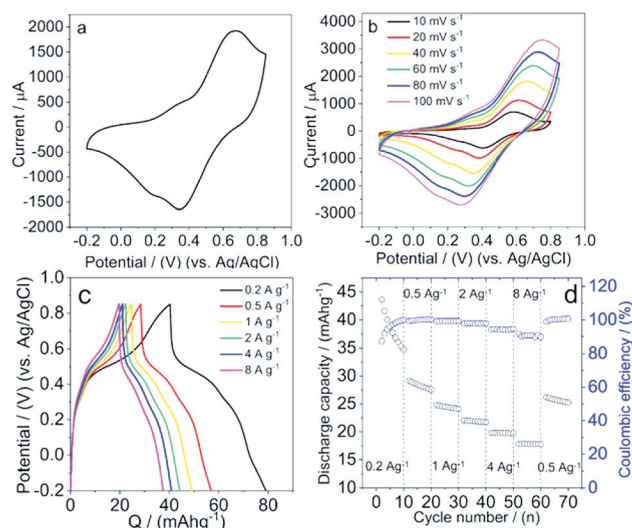 a
2000
1500
1000
500
0
-500
-1000
-1500
-2000
Current / µA
-0.2 0.0 0.2 0.4 0.6 0.8 1.0
Potential / (V) (vs. Ag/AgCl)
b
10 mV s⁻¹
20 mV s⁻¹
40 mV s⁻¹
60 mV s⁻¹
80 mV s⁻¹
100 mV s⁻¹
4000
3000
2000
1000
0
-1000
-2000
-3000
Current / µA
-0.2 0.0 0.2 0.4 0.6 0.8 1.0
Potential / (V) (vs. Ag/AgCl)
c
0.2 A g⁻¹
0.5 A g⁻¹
1 A g⁻¹
2 A g⁻¹
4 A g⁻¹
8 A g⁻¹
1.0
0.8
0.6
0.4
0.2
0.0
-0.2
Potential / (V) (vs. Ag/AgCl)
0 20 40 60 80
Q / (mAhg⁻¹)
d
0.5 Ag⁻¹ 2 Ag⁻¹ 8 Ag⁻¹
0.2 Ag⁻¹ 1 Ag⁻¹ 4 Ag⁻¹ 0.5 Ag⁻¹
45
40
35
30
25
20
15
10
Discharge capacity / (mAhg⁻¹)
120
100
80
60
40
20
0
Coulombic efficiency / (%)
0 10 20 30 40 50 60 70
Cycle number / (n)